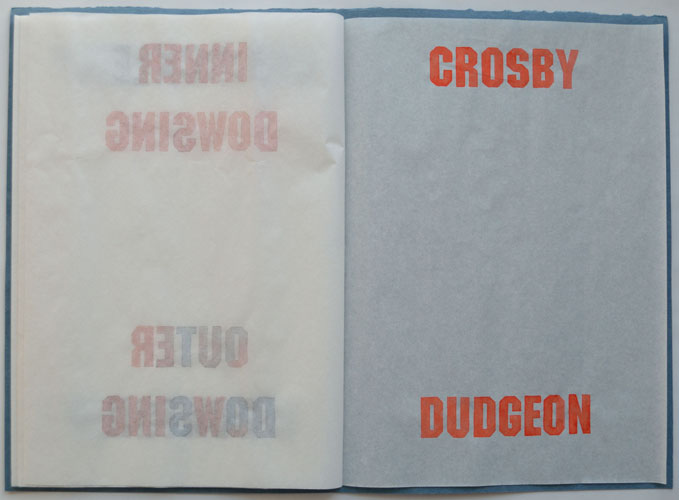 INNER
DOWSING
OUTER
DOWSING
CROSBY
DUDGEON